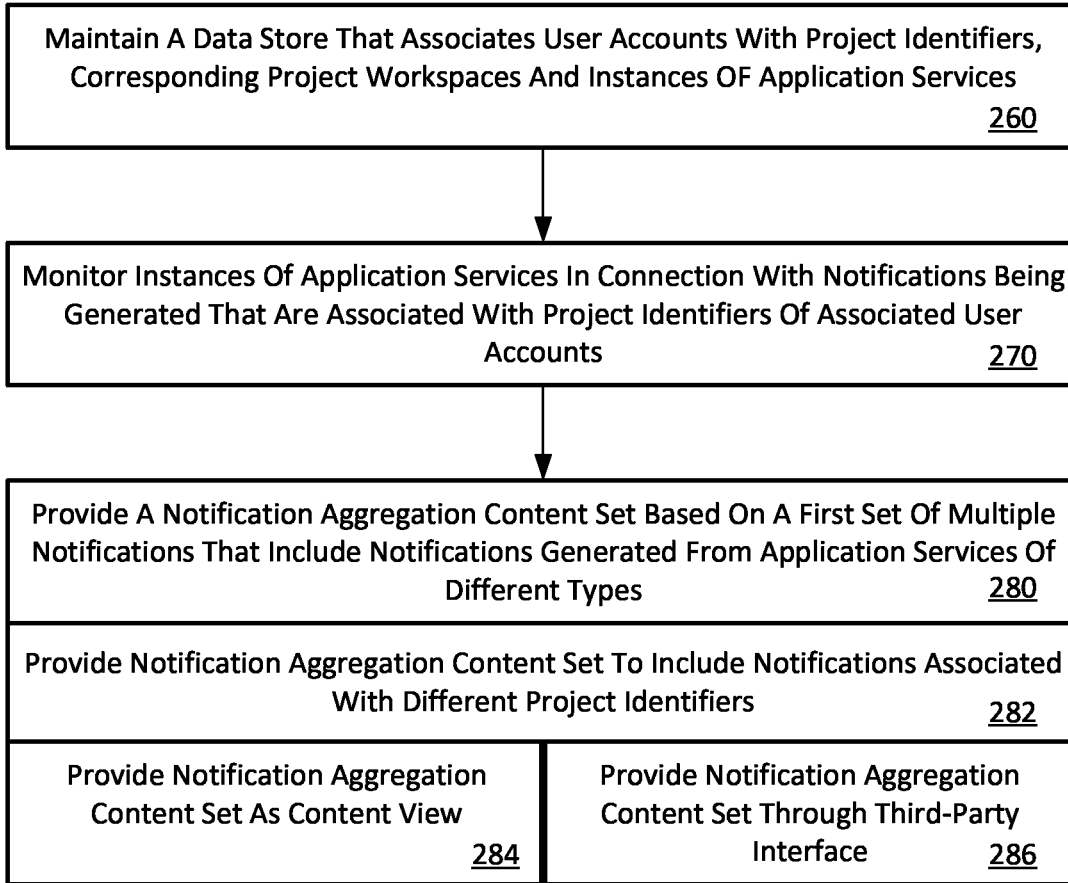 Maintain A Data Store That Associates User Accounts With Project Identifiers,
Corresponding Project Workspaces And Instances OF Application Services
260
Monitor Instances Of Application Services In Connection With Notifications Being
Generated That Are Associated With Project Identifiers Of Associated User
Accounts
270
Provide A Notification Aggregation Content Set Based On A First Set Of Multiple
Notifications That Include Notifications Generated From Application Services Of
Different Types
280
Provide Notification Aggregation Content Set To Include Notifications Associated
With Different Project Identifiers
282
Provide Notification Aggregation
Content Set As Content View
284
Provide Notification Aggregation
Content Set Through Third-Party
Interface
286